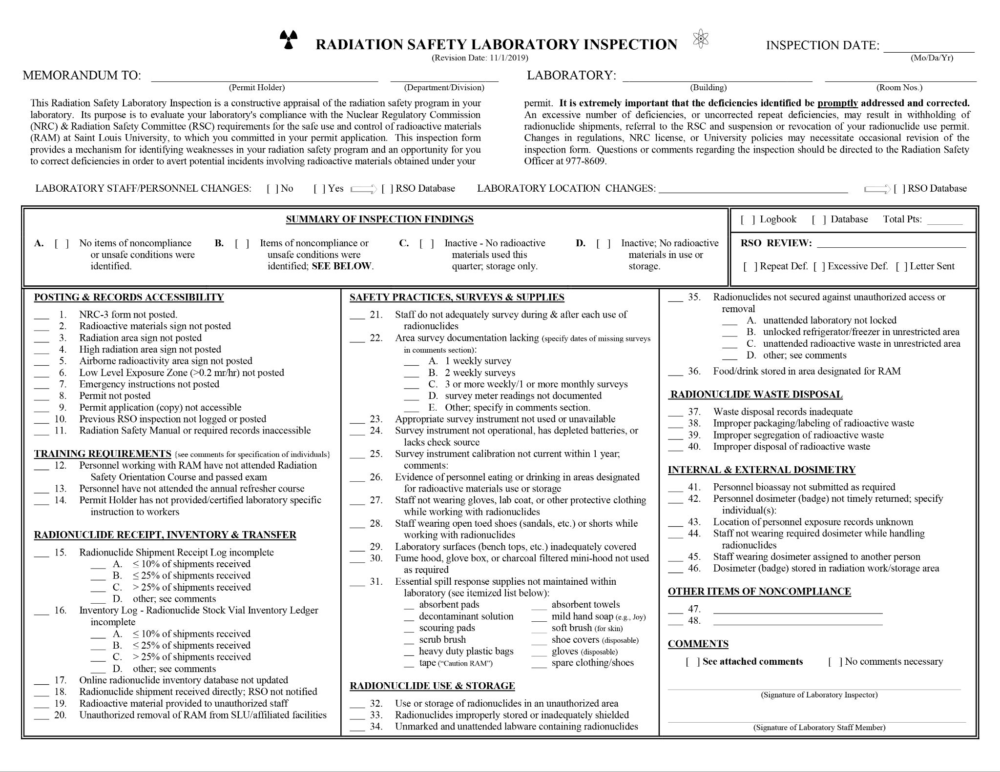 RADIATION SAFETY LABORATORY INSPECTION
INSPECTION DATE: ____________
(Revision Date: 11/1/2019)
(Mo/Da/Yr)
MEMORANDUM TO: ____________ ____________
LABORATORY: ____________ ____________
(Permit Holder)
(Department/Division)
(Building)
(Room Nos.)
This Radiation Safety Laboratory Inspection is a constructive appraisal of the radiation safety program in your
laboratory. Its purpose is to evaluate your laboratory's compliance with the Nuclear Regulatory Commission
(NRC) & Radiation Safety Committee (RSC) requirements for the safe use and control of radioactive materials
(RAM) at Saint Louis University, to which you committed in your permit application. This inspection form
provides a mechanism for identifying weaknesses in your radiation safety program and an opportunity for you
to correct deficiencies in order to avert potential incidents involving radioactive materials obtained under your
permit. It is extremely important that the deficiencies identified be promptly addressed and corrected.
An excessive number of deficiencies, or uncorrected repeat deficiencies, may result in withholding of
radionuclide shipments, referral to the RSC and suspension or revocation of your radionuclide use permit.
Changes in regulations, NRC license, or University policies may necessitate occasional revision of the
inspection form. Questions or comments regarding the inspection should be directed to the Radiation Safety
Officer at 977-8609.
LABORATORY STAFF/PERSONNEL CHANGES: [ ] No [ ] Yes [ ] RSO Database
LABORATORY LOCATION CHANGES: ____________ [ ] RSO Database
SUMMARY OF INSPECTION FINDINGS
A. [ ] No items of noncompliance
or unsafe conditions were
identified.
B. [ ] Items of noncompliance or
unsafe conditions were
identified; SEE BELOW.
C. [ ] Inactive - No radioactive
materials used this
quarter; storage only.
D. [ ] Inactive; No radioactive
materials in use or
storage.
[ ] Logbook [ ] Database Total Pts: _______
RSO REVIEW: ____________
[ ] Repeat Def. [ ] Excessive Def. [ ] Letter Sent
POSTING & RECORDS ACCESSIBILITY
___ 1. NRC-3 form not posted.
___ 2. Radioactive materials sign not posted
___ 3. Radiation area sign not posted
___ 4. High radiation area sign not posted
___ 5. Airborne radioactivity area sign not posted
___ 6. Low Level Exposure Zone (>0.2 mr/hr) not posted
___ 7. Emergency instructions not posted
___ 8. Permit not posted
___ 9. Permit application (copy) not accessible
___ 10. Previous RSO inspection not logged or posted
___ 11. Radiation Safety Manual or required records inaccessible
TRAINING REQUIREMENTS {see comments for specification of individuals}
___ 12. Personnel working with RAM have not attended Radiation
Safety Orientation Course and passed exam
___ 13. Personnel have not attended the annual refresher course
___ 14. Permit Holder has not provided/certified laboratory specific
instruction to workers
RADIONUCLIDE RECEIPT, INVENTORY & TRANSFER
___ 15. Radionuclide Shipment Receipt Log incomplete
___ A. ≤ 10% of shipments received
___ B. ≤ 25% of shipments received
___ C. > 25% of shipments received
___ D. other; see comments
___ 16. Inventory Log - Radionuclide Stock Vial Inventory Ledger
incomplete
___ A. ≤ 10% of shipments received
___ B. ≤ 25% of shipments received
___ C. > 25% of shipments received
___ D. other; see comments
___ 17. Online radionuclide inventory database not updated
___ 18. Radionuclide shipment received directly; RSO not notified
___ 19. Radioactive material provided to unauthorized staff
___ 20. Unauthorized removal of RAM from SLU/affiliated facilities
SAFETY PRACTICES, SURVEYS & SUPPLIES
___ 21. Staff do not adequately survey during & after each use of
radionuclides
___ 22. Area survey documentation lacking (specify dates of missing surveys
in comments section):
___ A. 1 weekly survey
___ B. 2 weekly surveys
___ C. 3 or more weekly/1 or more monthly surveys
___ D. survey meter readings not documented
___ E. Other; specify in comments section.
___ 23. Appropriate survey instrument not used or unavailable
___ 24. Survey instrument not operational, has depleted batteries, or
lacks check source
___ 25. Survey instrument calibration not current within 1 year;
comments:
___ 26. Evidence of personnel eating or drinking in areas designated
for radioactive materials use or storage
___ 27. Staff not wearing gloves, lab coat, or other protective clothing
while working with radionuclides
___ 28. Staff wearing open toed shoes (sandals, etc.) or shorts while
working with radionuclides
___ 29. Laboratory surfaces (bench tops, etc.) inadequately covered
___ 30. Fume hood, glove box, or charcoal filtered mini-hood not used
as required
___ 31. Essential spill response supplies not maintained within
laboratory (see itemized list below):
__ absorbent pads ___ absorbent towels
__ decontaminant solution ___ mild hand soap (e.g., Joy)
__ scouring pads ___ soft brush (for skin)
__ scrub brush ___ shoe covers (disposable)
__ heavy duty plastic bags ___ gloves (disposable)
__ tape (“Caution RAM”) ___ spare clothing/shoes
RADIONUCLIDE USE & STORAGE
___ 32. Use or storage of radionuclides in an unauthorized area
___ 33. Radionuclides improperly stored or inadequately shielded
___ 34. Unmarked and unattended labware containing radionuclides
___ 35. Radionuclides not secured against unauthorized access or
removal
___ A. unattended laboratory not locked
___ B. unlocked refrigerator/freezer in unrestricted area
___ C. unattended radioactive waste in unrestricted area
___ D. other; see comments
___ 36. Food/drink stored in area designated for RAM
RADIONUCLIDE WASTE DISPOSAL
___ 37. Waste disposal records inadequate
___ 38. Improper packaging/labeling of radioactive waste
___ 39. Improper segregation of radioactive waste
___ 40. Improper disposal of radioactive waste
INTERNAL & EXTERNAL DOSIMETRY
___ 41. Personnel bioassay not submitted as required
___ 42. Personnel dosimeter (badge) not timely returned; specify
individual(s):
___ 43. Location of personnel exposure records unknown
___ 44. Staff not wearing required dosimeter while handling
radionuclides
___ 45. Staff wearing dosimeter assigned to another person
___ 46. Dosimeter (badge) stored in radiation work/storage area
OTHER ITEMS OF NONCOMPLIANCE
___ 47. ____________
___ 48. ____________
COMMENTS
[ ] See attached comments [ ] No comments necessary
(Signature of Laboratory Inspector)
(Signature of Laboratory Staff Member)